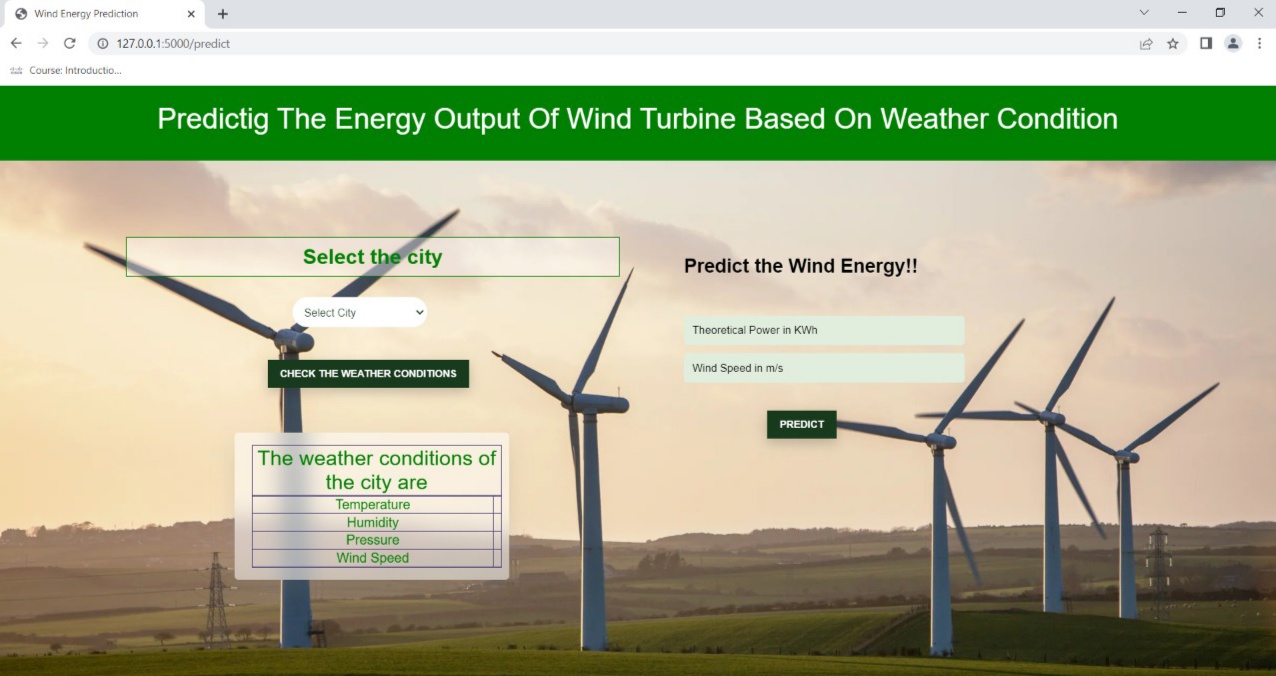 Wind Energy Prediction
127.0.0.1:5000/predict
Course: Introductio...
Predictig The Energy Output Of Wind Turbine Based On Weather Condition
Select the city
Select City
CHECK THE WEATHER CONDITIONS
The weather conditions of
the city are
Temperature
Humidity
Pressure
Wind Speed
Predict the Wind Energy!!
Theoretical Power in KWh
Wind Speed in m/s
PREDICT